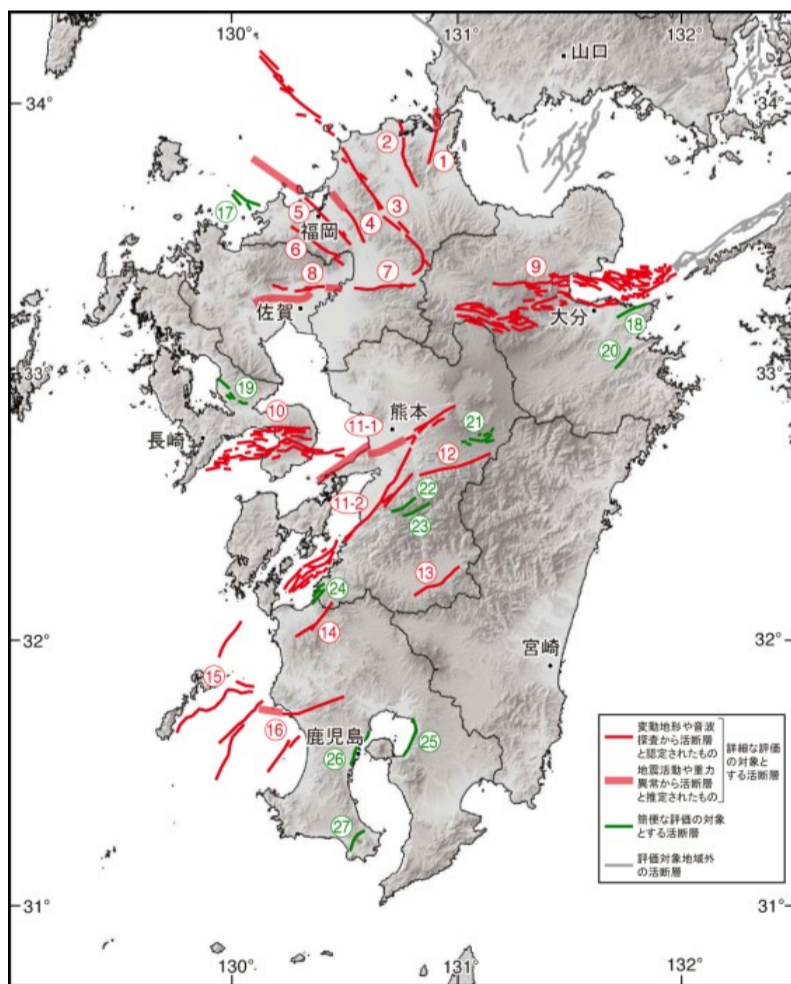 130° 131° 132°
34° 34°
山口
②
①
⑰
⑤
④
③
福岡
⑥
⑧
⑦
⑨
佐賀
大分
⑱
⑳
33° 33°
⑲
⑩
11-1
熊本
㉑
長崎
⑫
11-2
㉒
㉓
⑬
㉔
⑭
32° 32°
宮崎
⑮
⑯
鹿児島
㉖
㉕
㉗
変動地形や音波
探査から活断層
と認定されたもの
地震活動や重力
異常から活断層
と推定されたもの
詳細な評価
の対象と
する活断層
簡便な評価の対象
とする活断層
評価対象地域外
の活断層
31° 31°
130° 131° 132°